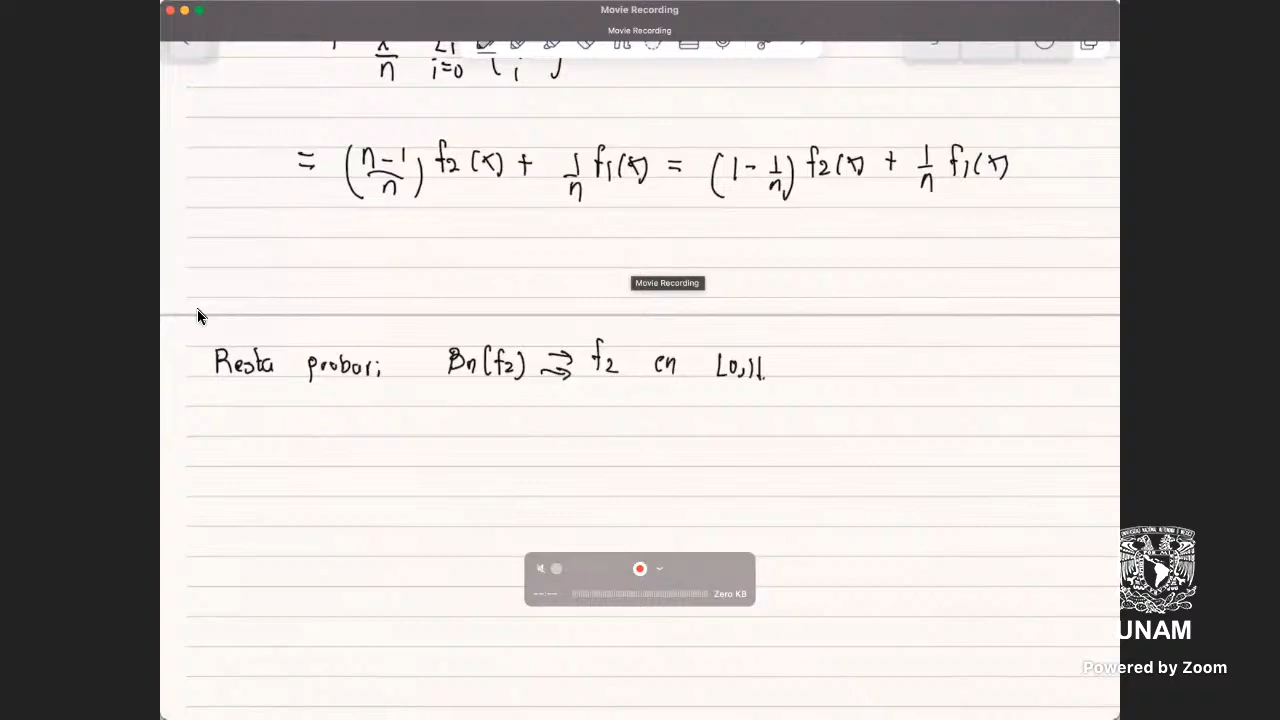 Movie Recording
Movie Recording
x/n Σ i=0 ( i )
= (n-1/n) f2(x) + 1/n f1(x) = (1 - 1/n) f2(x) + 1/n f1(x)
Movie Recording
Resta probar: Bn(f2) ⇉ f2 en [0,1].
--:--
Zero KB
UNAM
Powered by Zoom